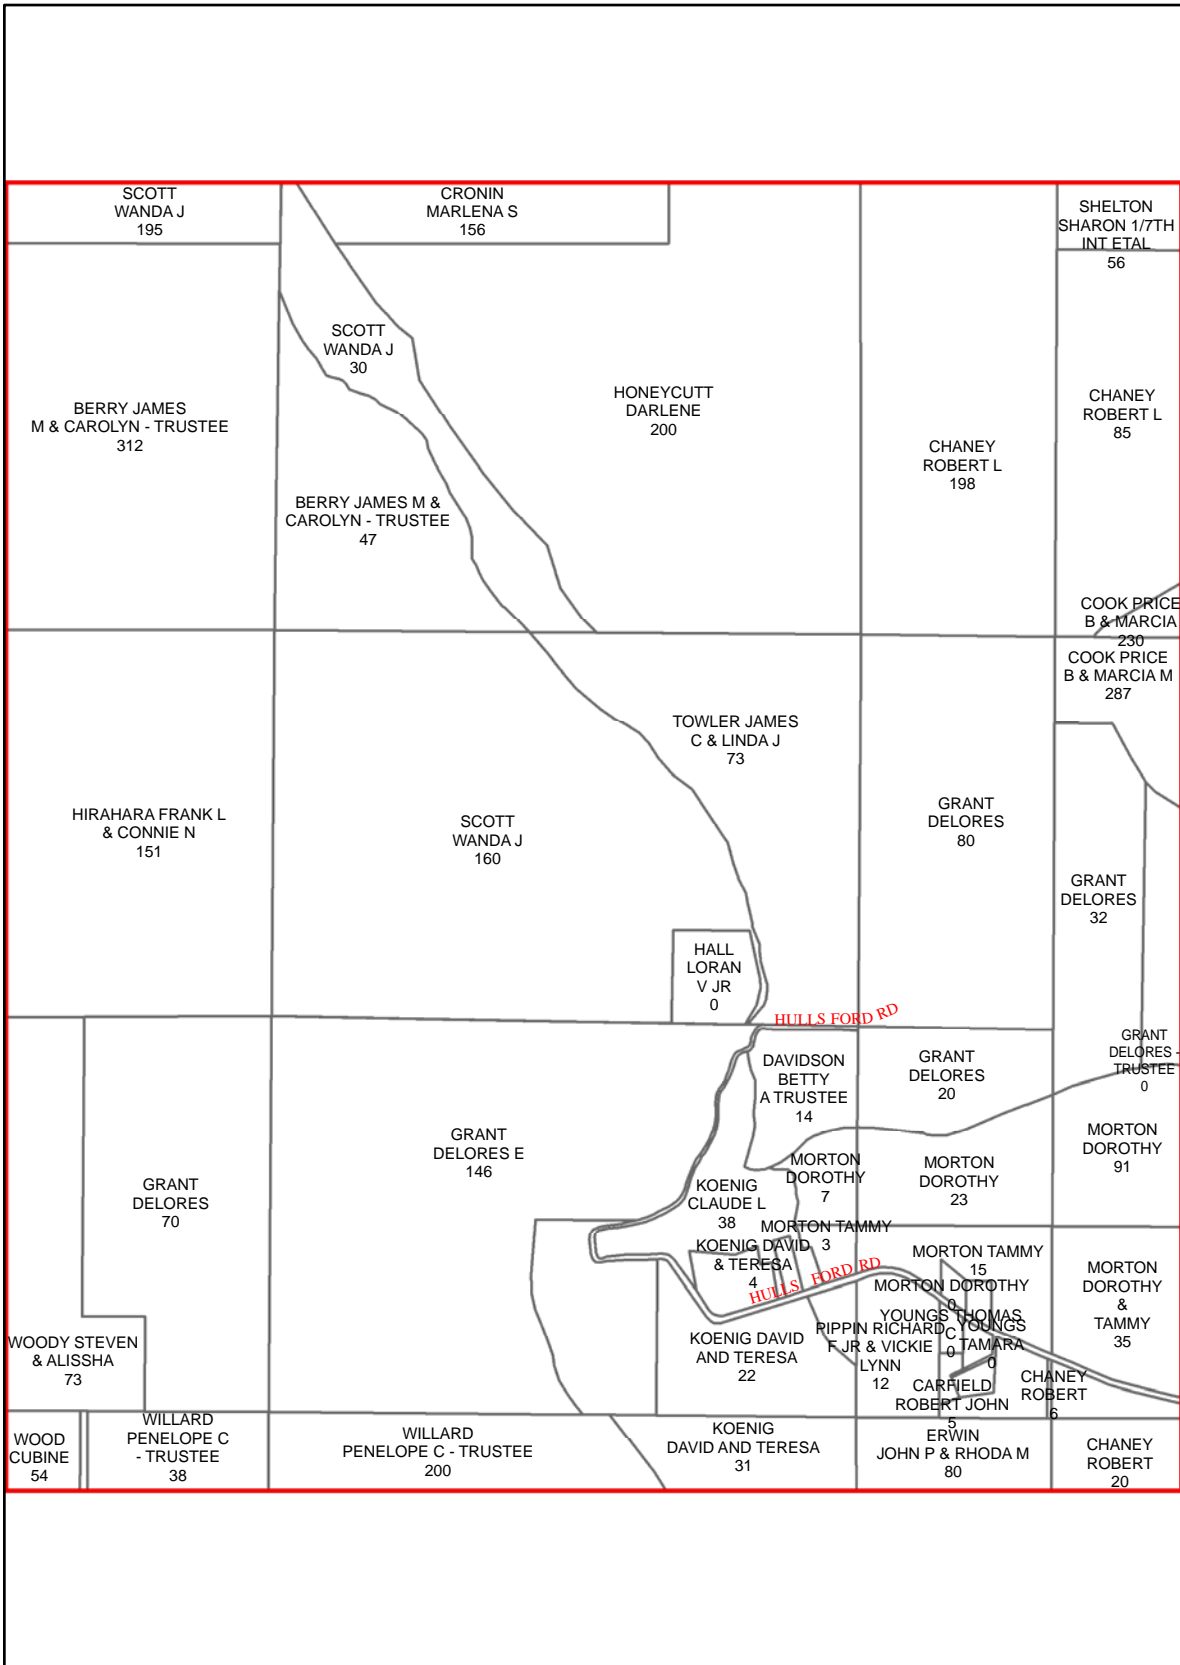 SCOTT
WANDA J
195
CRONIN
MARLENA S
156
SHELTON
SHARON 1/7TH
INT ETAL
56
SCOTT
WANDA J
30
BERRY JAMES
M & CAROLYN - TRUSTEE
312
HONEYCUTT
DARLENE
200
CHANEY
ROBERT L
85
CHANEY
ROBERT L
198
BERRY JAMES M &
CAROLYN - TRUSTEE
47
COOK PRICE
B & MARCIA
230
COOK PRICE
B & MARCIA M
287
TOWLER JAMES
C & LINDA J
73
HIRAHARA FRANK L
& CONNIE N
151
SCOTT
WANDA J
160
GRANT
DELORES
80
GRANT
DELORES
32
HALL
LORAN
V JR
0
HULLS FORD RD
GRANT
DELORES -
TRUSTEE
0
DAVIDSON
BETTY
A TRUSTEE
14
GRANT
DELORES
20
GRANT
DELORES E
146
MORTON
DOROTHY
91
GRANT
DELORES
70
KOENIG
CLAUDE L
38
MORTON
DOROTHY
7
MORTON
DOROTHY
23
MORTON TAMMY
3
KOENIG DAVID
& TERESA
4
HULLS FORD RD
MORTON TAMMY
15
MORTON DOROTHY
0
MORTON
DOROTHY
&
TAMMY
35
YOUNGS THOMAS
C
0
YOUNGS
TAMARA
0
WOODY STEVEN
& ALISSHA
73
KOENIG DAVID
AND TERESA
22
PIPPIN RICHARD
F JR & VICKIE
LYNN
12
CARFIELD
ROBERT JOHN
5
CHANEY
ROBERT
6
WOOD
CUBINE
54
WILLARD
PENELOPE C
- TRUSTEE
38
WILLARD
PENELOPE C - TRUSTEE
200
KOENIG
DAVID AND TERESA
31
ERWIN
JOHN P & RHODA M
80
CHANEY
ROBERT
20